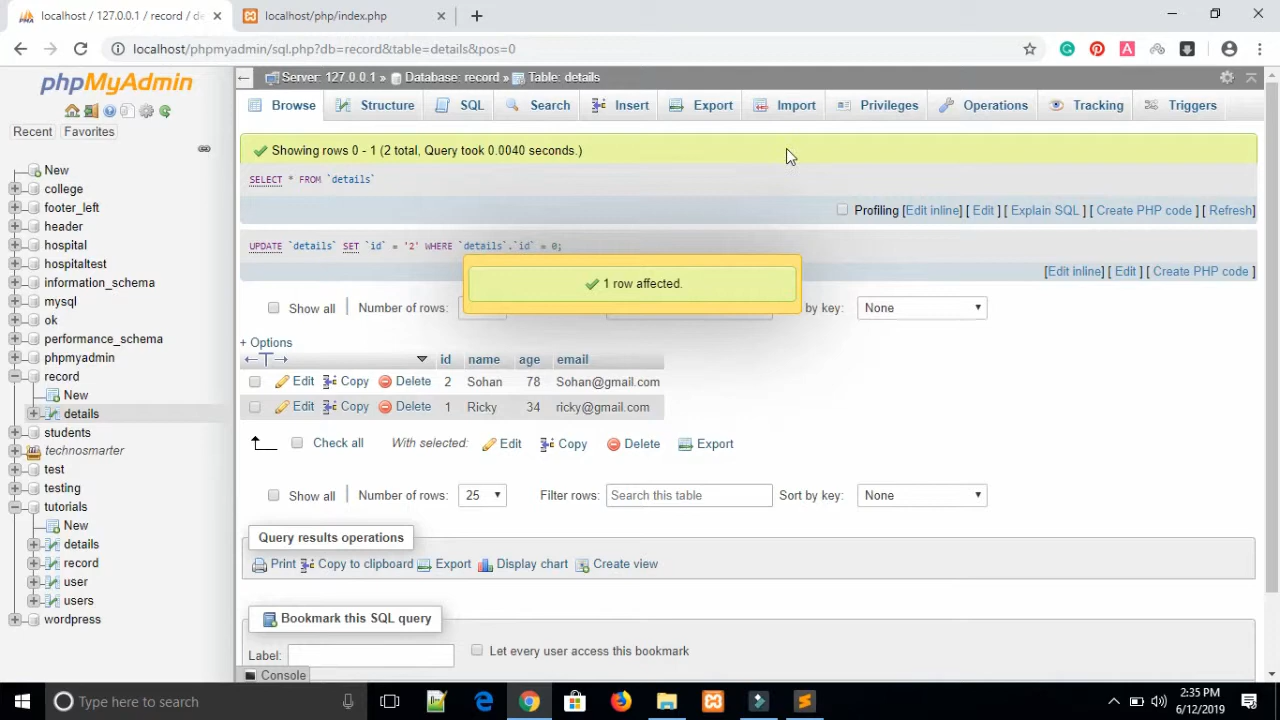 localhost / 127.0.0.1 / record / de
localhost/php/index.php
localhost/phpmyadmin/sql.php?db=record&table=details&pos=0
phpMyAdmin
Recent Favorites
New
college
footer_left
header
hospital
hospitaltest
information_schema
mysql
ok
performance_schema
phpmyadmin
record
New
details
students
technosmarter
test
testing
tutorials
New
details
record
user
users
wordpress
Server: 127.0.0.1 » Database: record » Table: details
Browse Structure SQL Search Insert Export Import Privileges Operations Tracking Triggers
Showing rows 0 - 1 (2 total, Query took 0.0040 seconds.)
SELECT * FROM `details`
Profiling [Edit inline] [ Edit ] [ Explain SQL ] [ Create PHP code ] [ Refresh]
UPDATE `details` SET `id` = '2' WHERE `details`.`id` = 0;
[Edit inline] [ Edit ] [ Create PHP code ]
1 row affected.
Show all Number of rows: by key: None
+ Options
id name age email
Edit Copy Delete 2 Sohan 78 Sohan@gmail.com
Edit Copy Delete 1 Ricky 34 ricky@gmail.com
Check all With selected: Edit Copy Delete Export
Show all Number of rows: 25 Filter rows: Search this table Sort by key: None
Query results operations
Print Copy to clipboard Export Display chart Create view
Bookmark this SQL query
Label: Let every user access this bookmark
Console
Type here to search
2:35 PM
6/12/2019